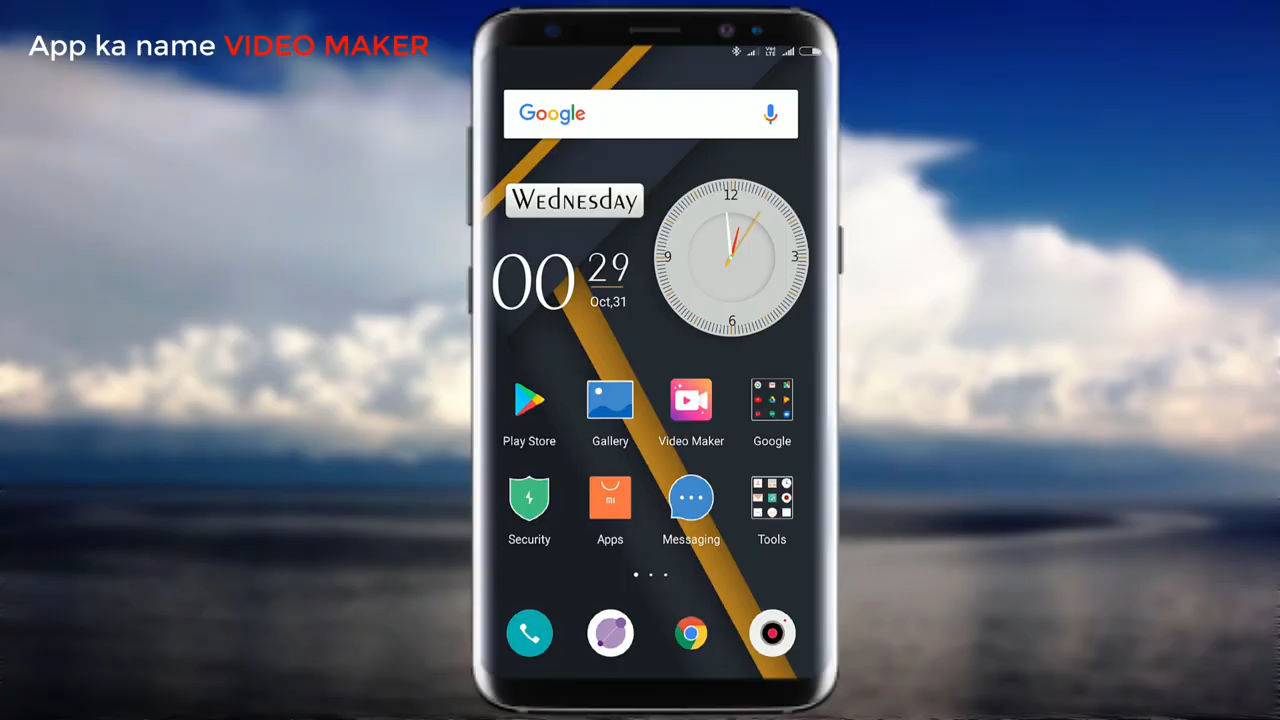 App ka name VIDEO MAKER
Google
WEDNESDAY
12
3
6
9
00
29
Oct,31
Play Store
Gallery
Video Maker
Google
Security
Apps
Messaging
Tools